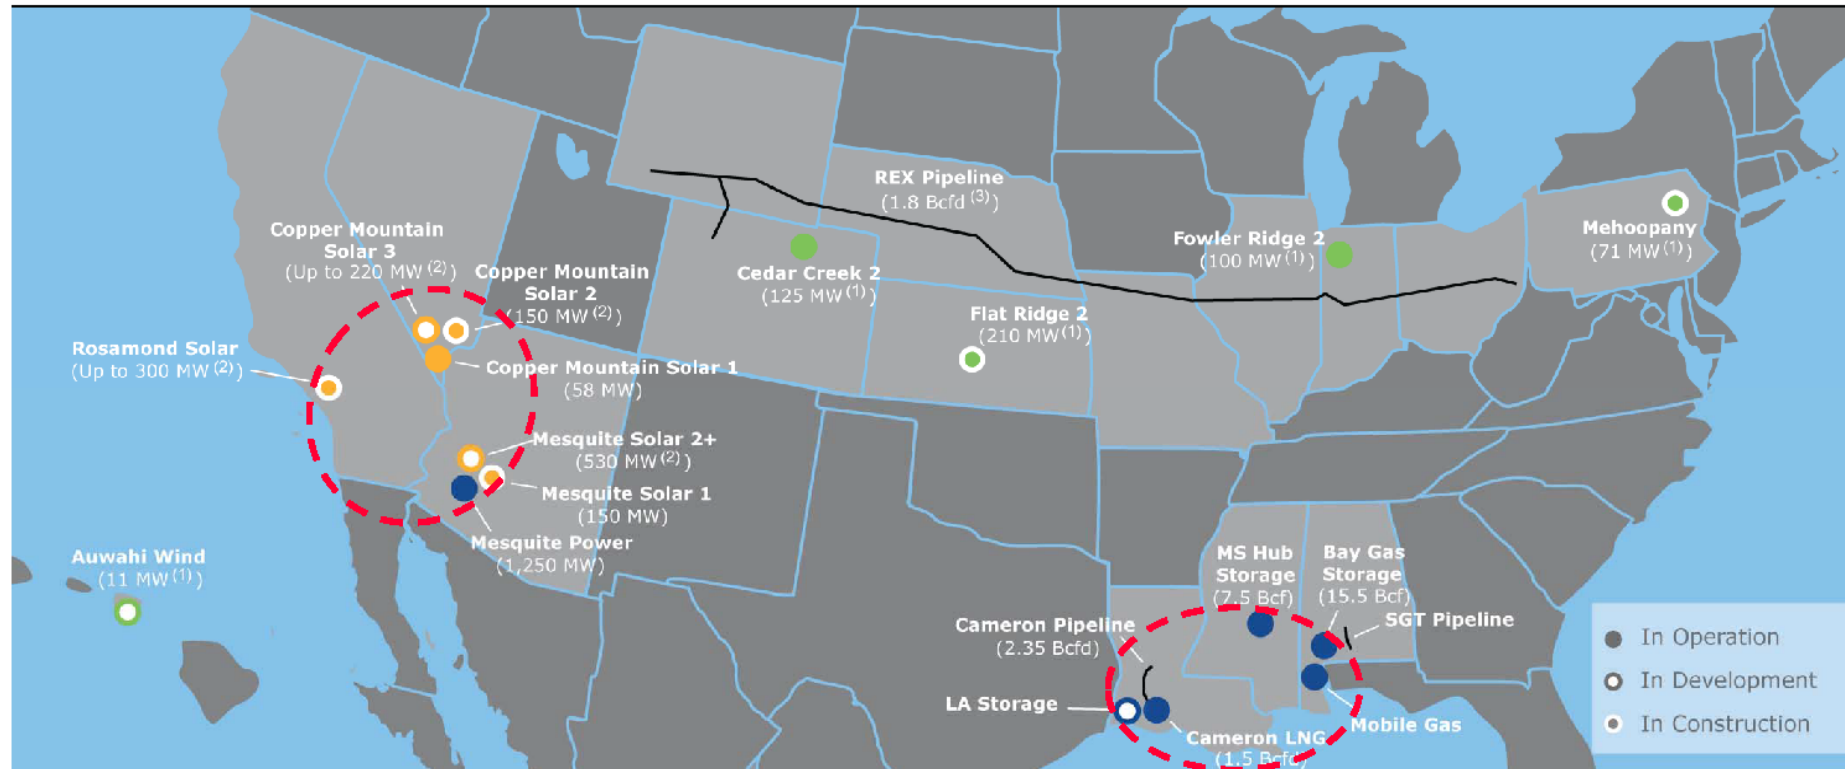 Copper Mountain
Solar 3
(Up to 220 MW (2))
Copper Mountain
Solar 2
(150 MW (2))
Rosamond Solar
(Up to 300 MW (2))
Copper Mountain Solar 1
(58 MW)
Mesquite Solar 2+
(530 MW (2))
Mesquite Solar 1
(150 MW)
Mesquite Power
(1,250 MW)
Auwahi Wind
(11 MW (1))
REX Pipeline
(1.8 Bcfd (3))
Cedar Creek 2
(125 MW (1))
Flat Ridge 2
(210 MW (1))
Fowler Ridge 2
(100 MW (1))
Mehoopany
(71 MW (1))
MS Hub
Storage
(7.5 Bcf)
Bay Gas
Storage
(15.5 Bcf)
SGT Pipeline
Cameron Pipeline
(2.35 Bcfd)
LA Storage
Cameron LNG
(1.5 Bcfd)
Mobile Gas
In Operation
In Development
In Construction